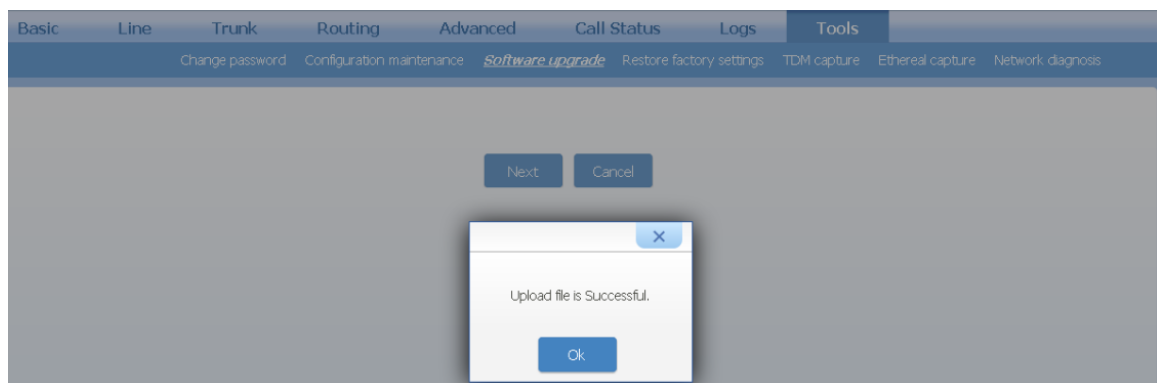 Basic Line Trunk Routing Advanced Call Status Logs Tools
Change password Configuration maintenance Software upgrade Restore factory settings TDM capture Ethereal capture Network diagnosis
Next Cancel
Upload file is Successful.
Ok